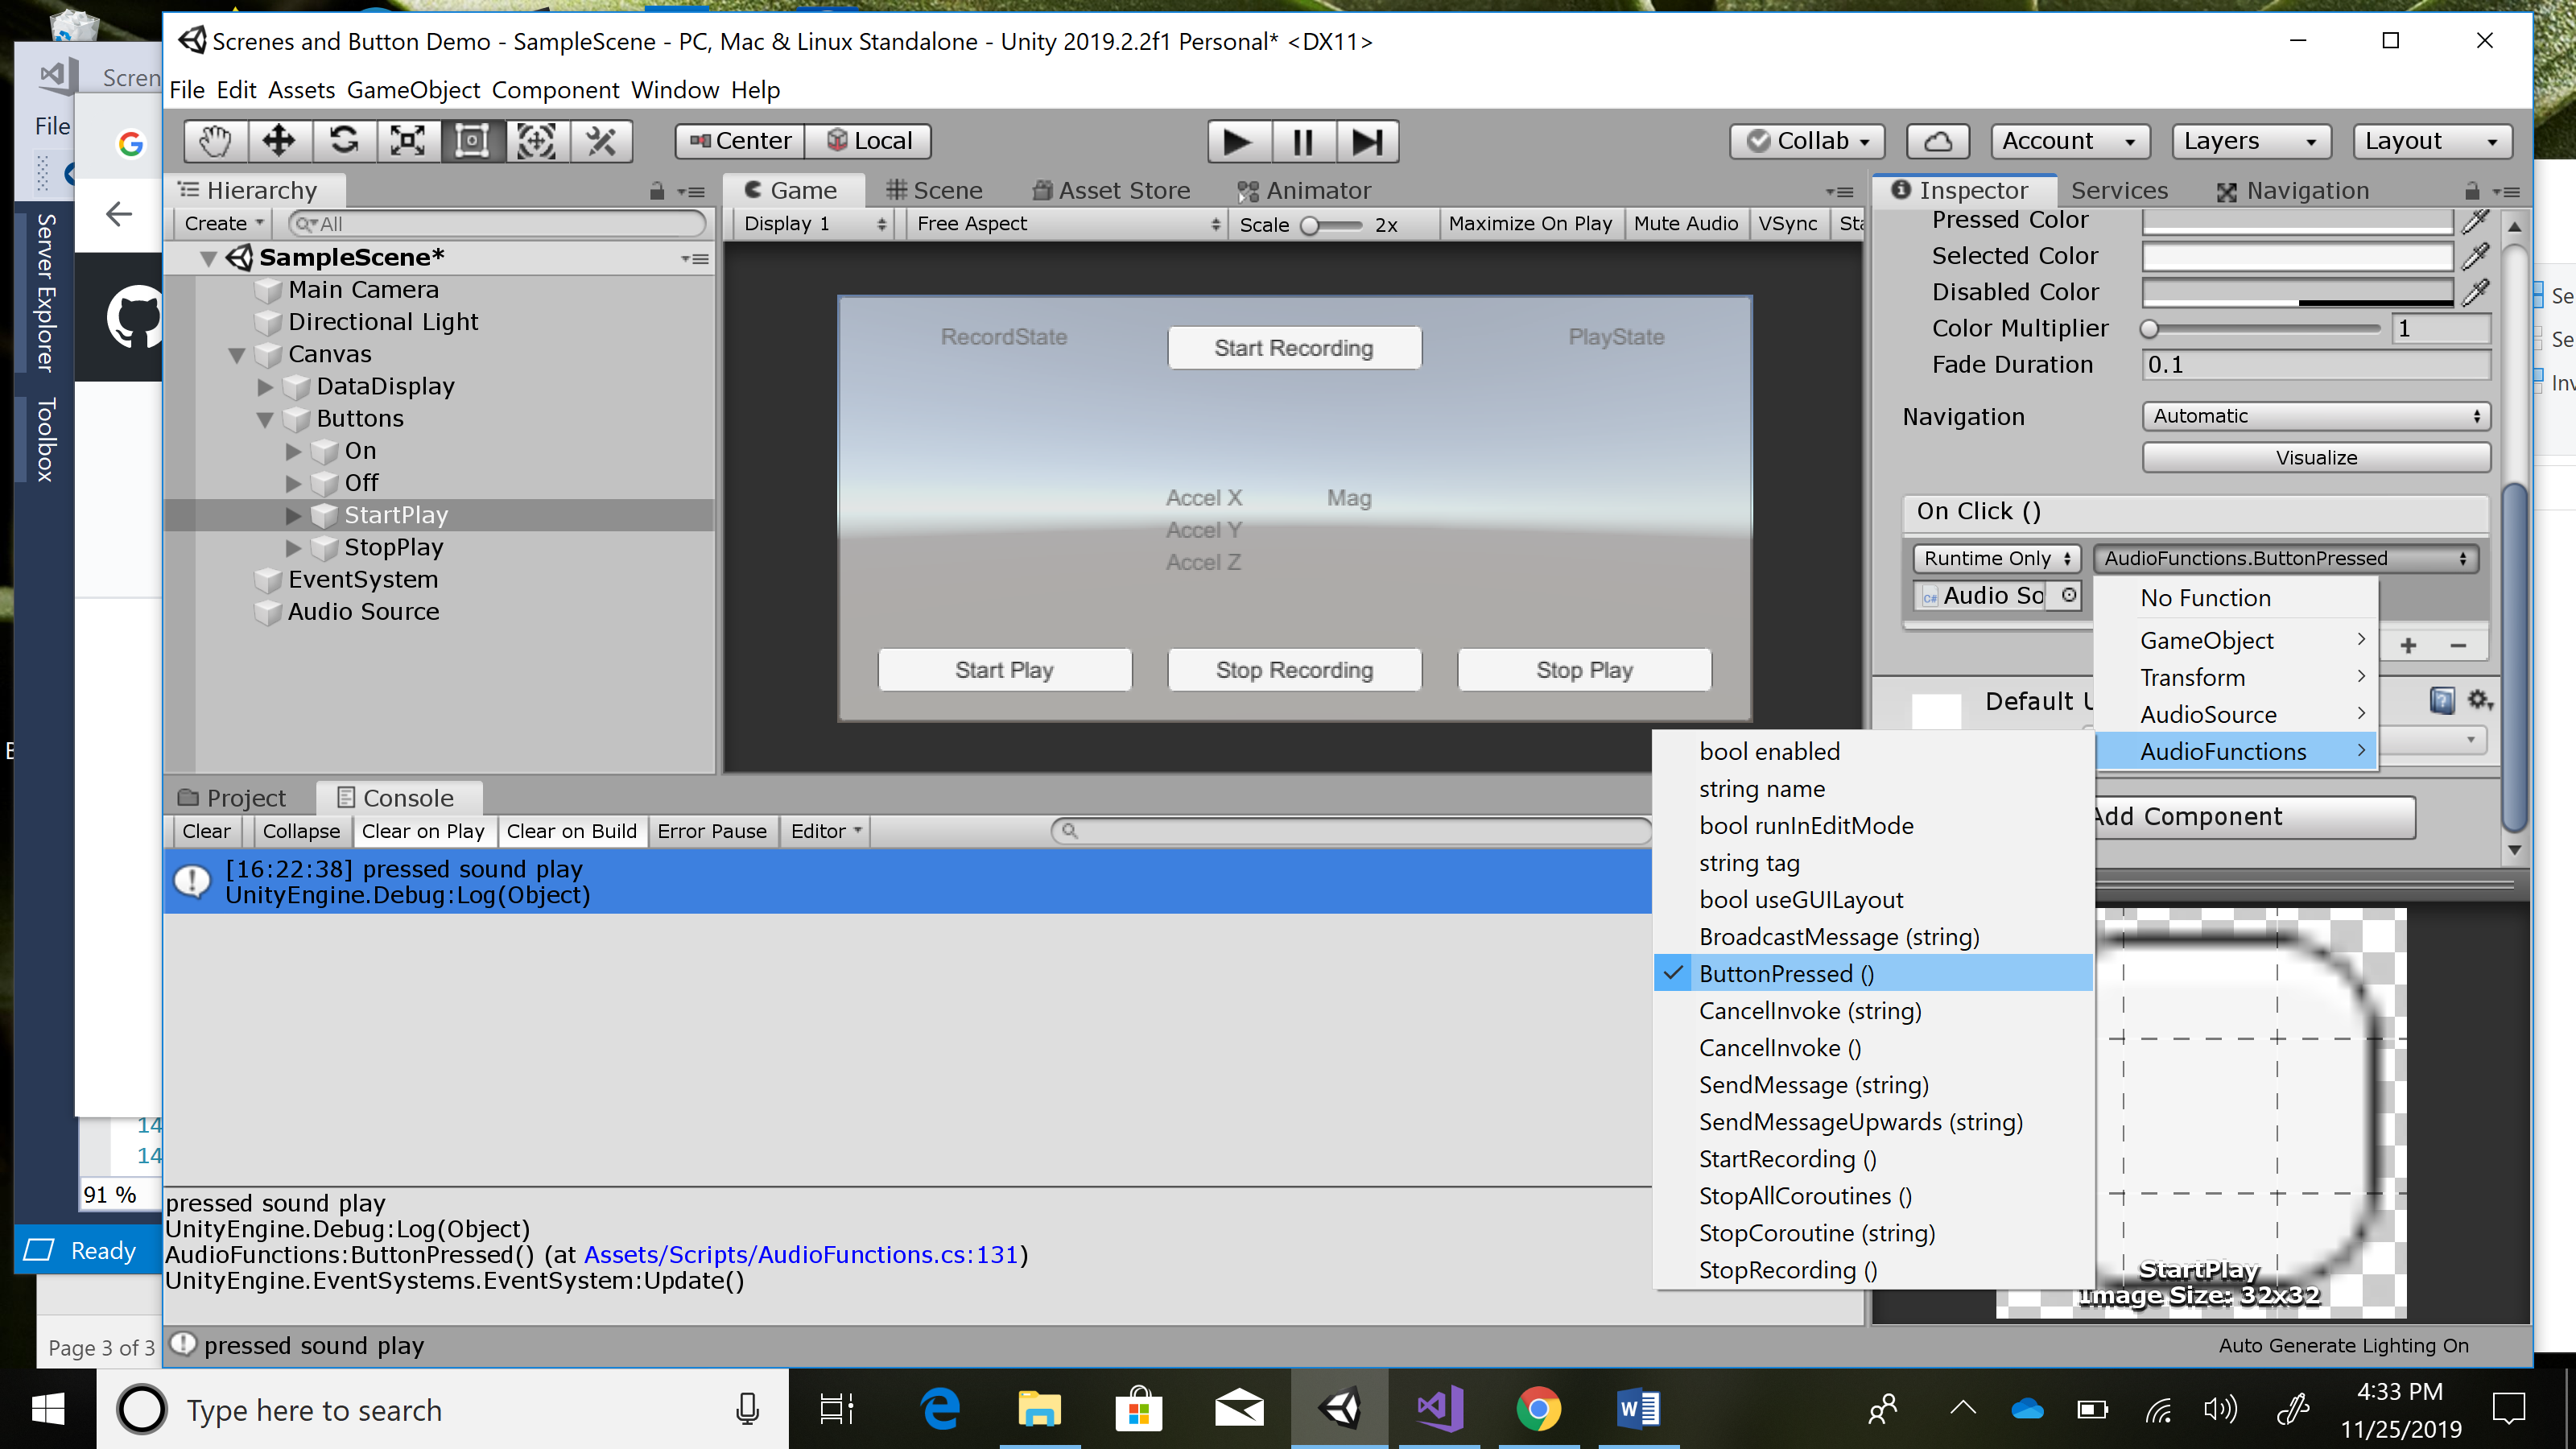 Screnes and Button Demo - SampleScene - PC, Mac & Linux Standalone - Unity 2019.2.2f1 Personal* <DX11>
File Edit Assets GameObject Component Window Help
Center Local
Collab Account Layers Layout
Hierarchy
Create All
SampleScene*
Main Camera
Directional Light
Canvas
DataDisplay
Buttons
On
Off
StartPlay
StopPlay
EventSystem
Audio Source
Game Scene Asset Store Animator
Display 1 Free Aspect Scale 2x Maximize On Play Mute Audio VSync
RecordState Start Recording PlayState
Accel X Mag
Accel Y
Accel Z
Start Play Stop Recording Stop Play
Inspector Services Navigation
Pressed Color
Selected Color
Disabled Color
Color Multiplier 1
Fade Duration 0.1
Navigation Automatic
Visualize
On Click ()
Runtime Only AudioFunctions.ButtonPressed
Audio So
No Function
GameObject
Transform
AudioSource
AudioFunctions
Default
Add Component
bool enabled
string name
bool runInEditMode
string tag
bool useGUILayout
BroadcastMessage (string)
ButtonPressed ()
CancelInvoke (string)
CancelInvoke ()
SendMessage (string)
SendMessageUpwards (string)
StartRecording ()
StopAllCoroutines ()
StopCoroutine (string)
StopRecording ()
StartPlay
Image Size: 32x32
Auto Generate Lighting On
Project Console
Clear Collapse Clear on Play Clear on Build Error Pause Editor
[16:22:38] pressed sound play
UnityEngine.Debug:Log(Object)
pressed sound play
UnityEngine.Debug:Log(Object)
AudioFunctions:ButtonPressed() (at Assets/Scripts/AudioFunctions.cs:131)
UnityEngine.EventSystems.EventSystem:Update()
pressed sound play
Scren
File
Server Explorer
Toolbox
14
14
91 %
Ready
Page 3 of 3
Se
Se
Inv
Type here to search
4:33 PM
11/25/2019